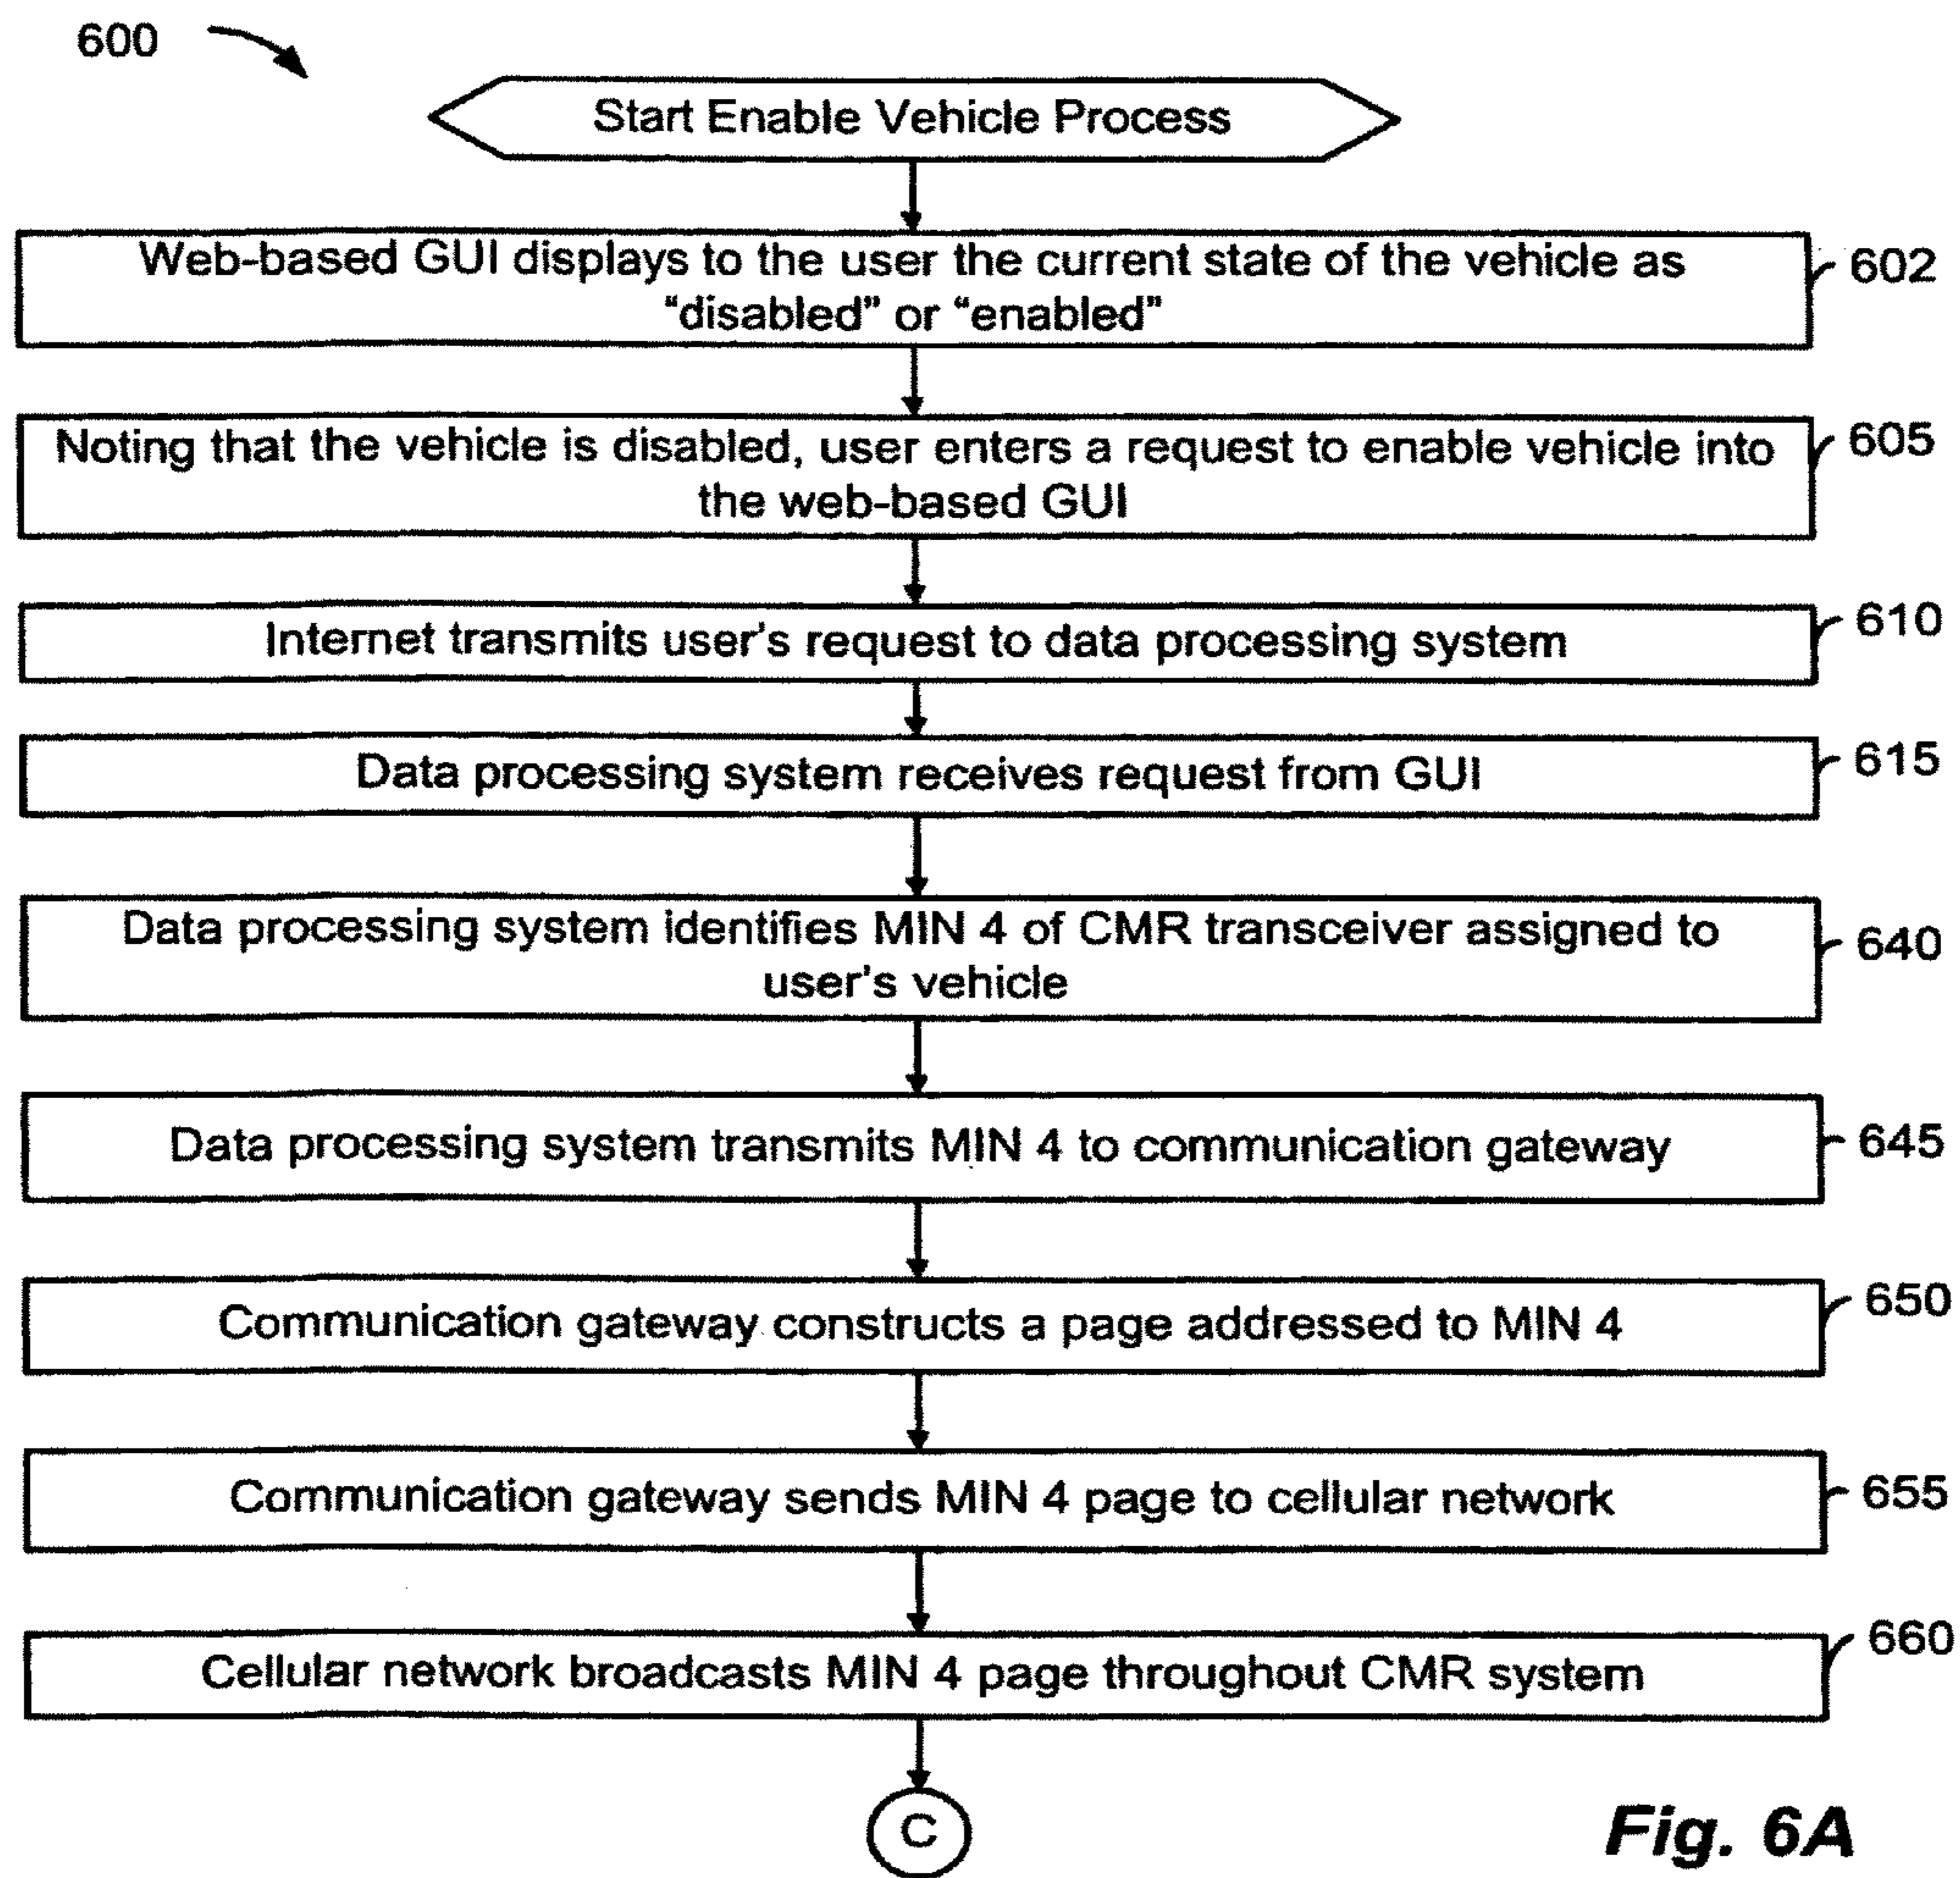 600
Start Enable Vehicle Process
Web-based GUI displays to the user the current state of the vehicle as
“disabled” or “enabled”
602
Noting that the vehicle is disabled, user enters a request to enable vehicle into
the web-based GUI
605
Internet transmits user's request to data processing system
610
Data processing system receives request from GUI
615
Data processing system identifies MIN 4 of CMR transceiver assigned to
user's vehicle
640
Data processing system transmits MIN 4 to communication gateway
645
Communication gateway constructs a page addressed to MIN 4
650
Communication gateway sends MIN 4 page to cellular network
655
Cellular network broadcasts MIN 4 page throughout CMR system
660
C
Fig. 6A